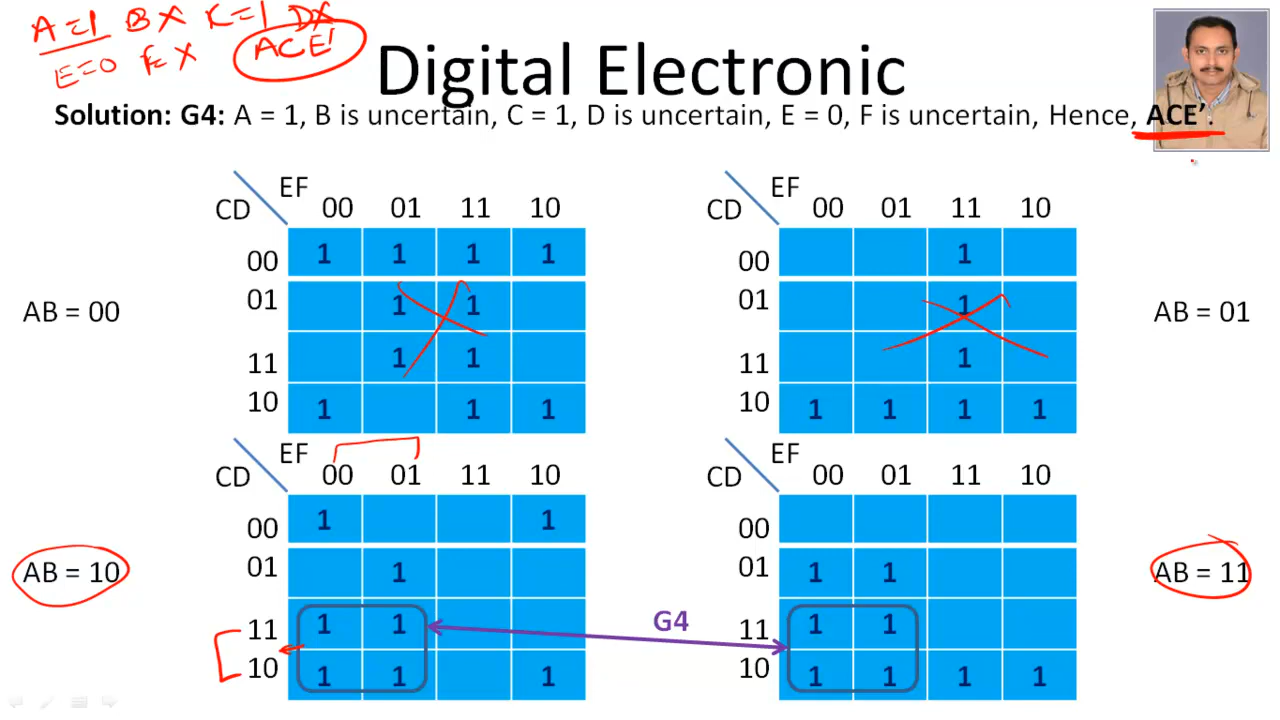 A=1 B X C=1 DX
E=0 F X ACE'
Digital Electronic
Solution: G4: A = 1, B is uncertain, C = 1, D is uncertain, E = 0, F is uncertain, Hence, ACE’.
EF EF
CD 00 01 11 10 CD 00 01 11 10
00 1 1 1 1 00 1
01 1 1 01 1
AB = 00 AB = 01
11 1 1 11 1
10 1 1 1 10 1 1 1 1
EF EF
CD 00 01 11 10 CD 00 01 11 10
00 1 1 00
01 1 01 1 1
AB = 10 AB = 11
11 1 1 G4 11 1 1
10 1 1 1 10 1 1 1 1